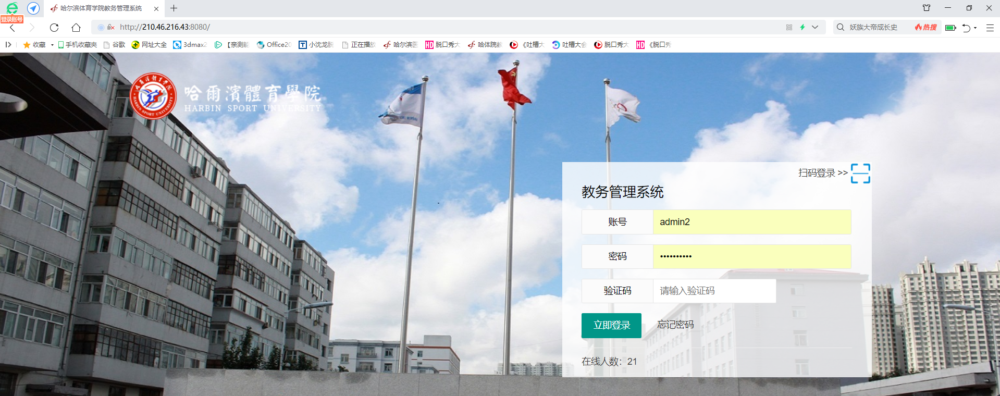 哈尔滨体育学院教务管理系统
登录账号
http://210.46.216.43:8080/
妖族大帝成长史
热搜
收藏
手机收藏夹
谷歌
网址大全
3dmax2
【亲测能
Office20
小沈龙脱
正在播放
哈尔滨医
脱口秀大
哈体院教
《吐槽大
吐槽大会
脱口秀大
《脱口秀
哈爾濱體育學院
HARBIN SPORT UNIVERSITY
HARBIN SPORT UNIVERSITY
扫码登录 >>
教务管理系统
账号
admin2
密码
••••••••••
验证码
请输入验证码
立即登录
忘记密码
在线人数：21